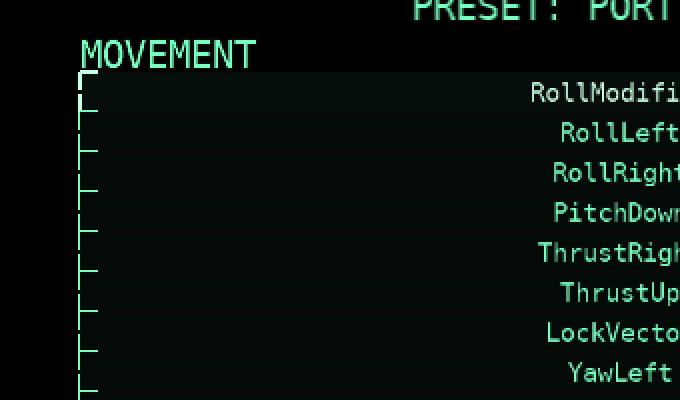 PRESET: PORT
MOVEMENT
RollModifi
RollLeft
RollRight
PitchDown
ThrustRigh
ThrustUp
LockVecto
YawLeft